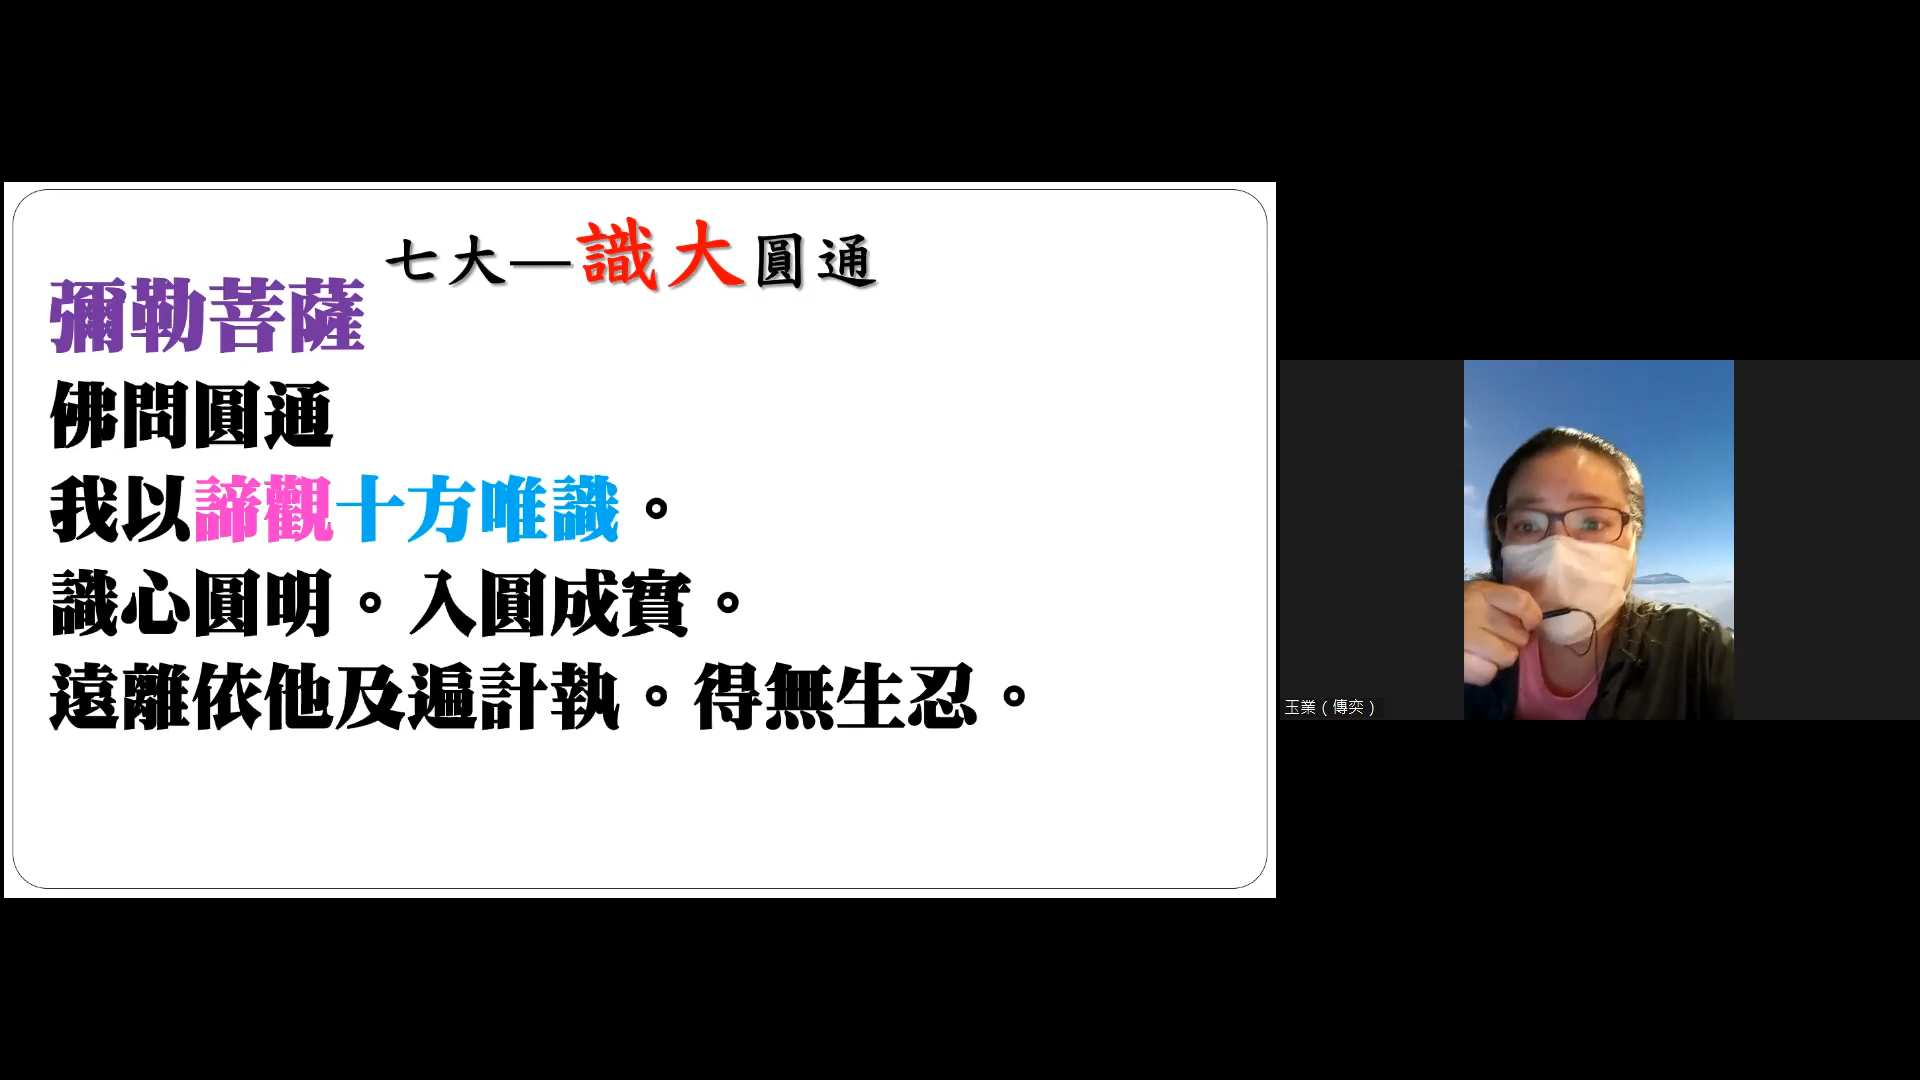 七大—識大圓通
彌勒菩薩
佛問圓通
我以諦觀十方唯識。
識心圓明。入圓成實。
遠離依他及遍計執。得無生忍。
玉業（傳奕）